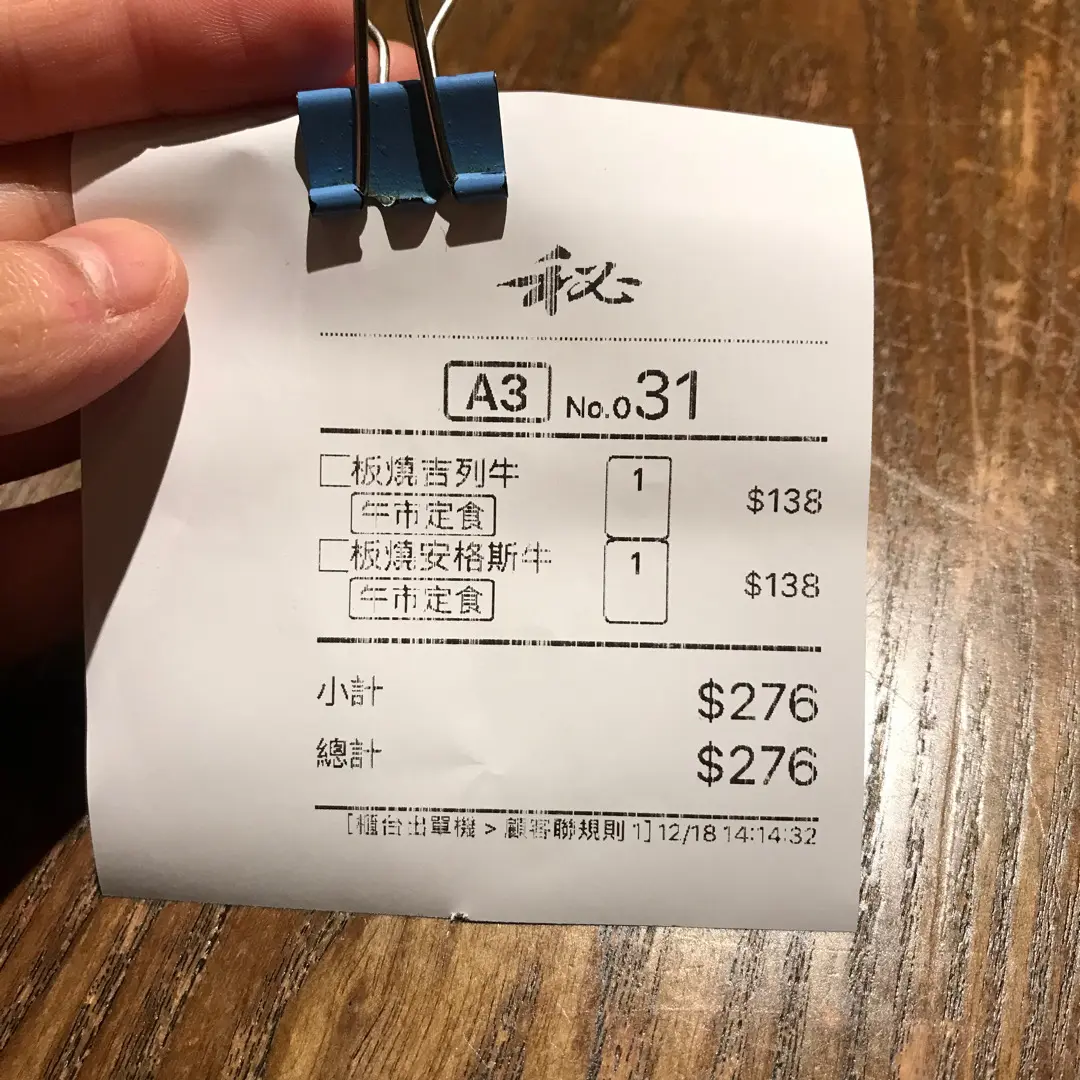 秘
A3 No.031
板燒吉列牛 1 $138
午市定食
板燒安格斯牛 1 $138
午市定食
小計 $276
總計 $276
[櫃台出單機 > 顧客聯規則 1] 12/18 14:14:32